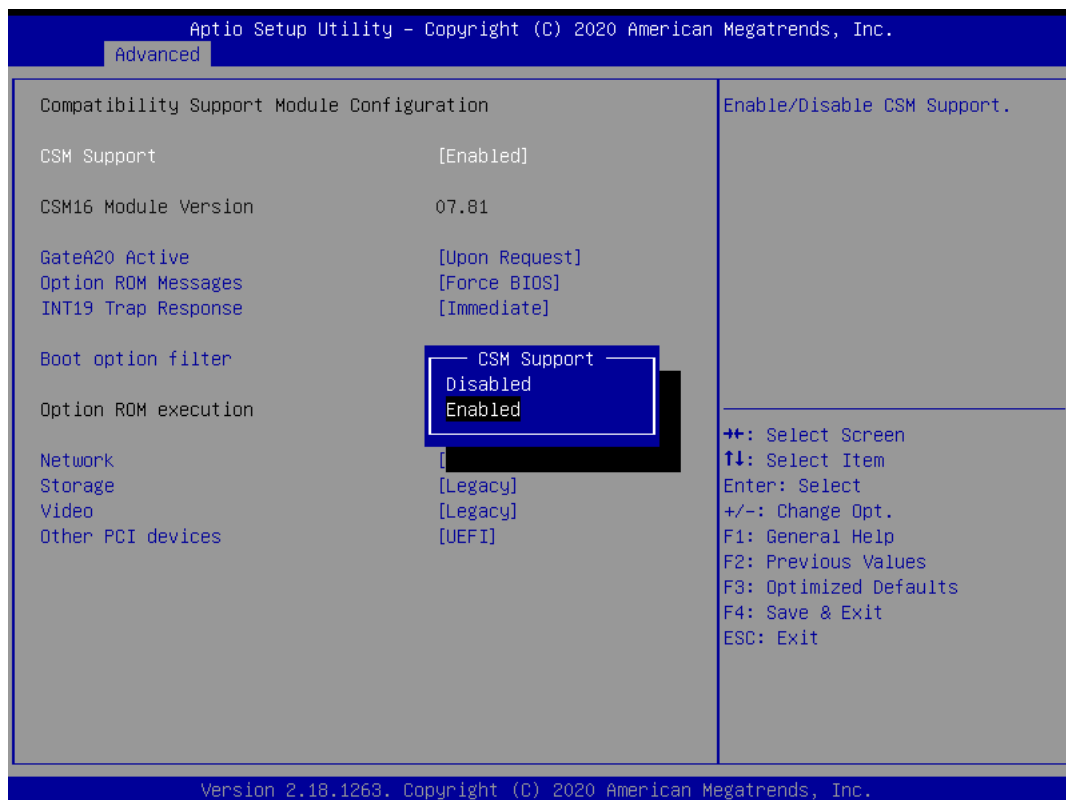 Aptio Setup Utility – Copyright (C) 2020 American Megatrends, Inc.
Advanced
Compatibility Support Module Configuration
Enable/Disable CSM Support.
CSM Support [Enabled]
CSM16 Module Version 07.81
GateA20 Active [Upon Request]
Option ROM Messages [Force BIOS]
INT19 Trap Response [Immediate]
Boot option filter
CSM Support
Disabled
Enabled
Option ROM execution
Network [
Storage [Legacy]
Video [Legacy]
Other PCI devices [UEFI]
→←: Select Screen
↑↓: Select Item
Enter: Select
+/-: Change Opt.
F1: General Help
F2: Previous Values
F3: Optimized Defaults
F4: Save & Exit
ESC: Exit
Version 2.18.1263. Copyright (C) 2020 American Megatrends, Inc.